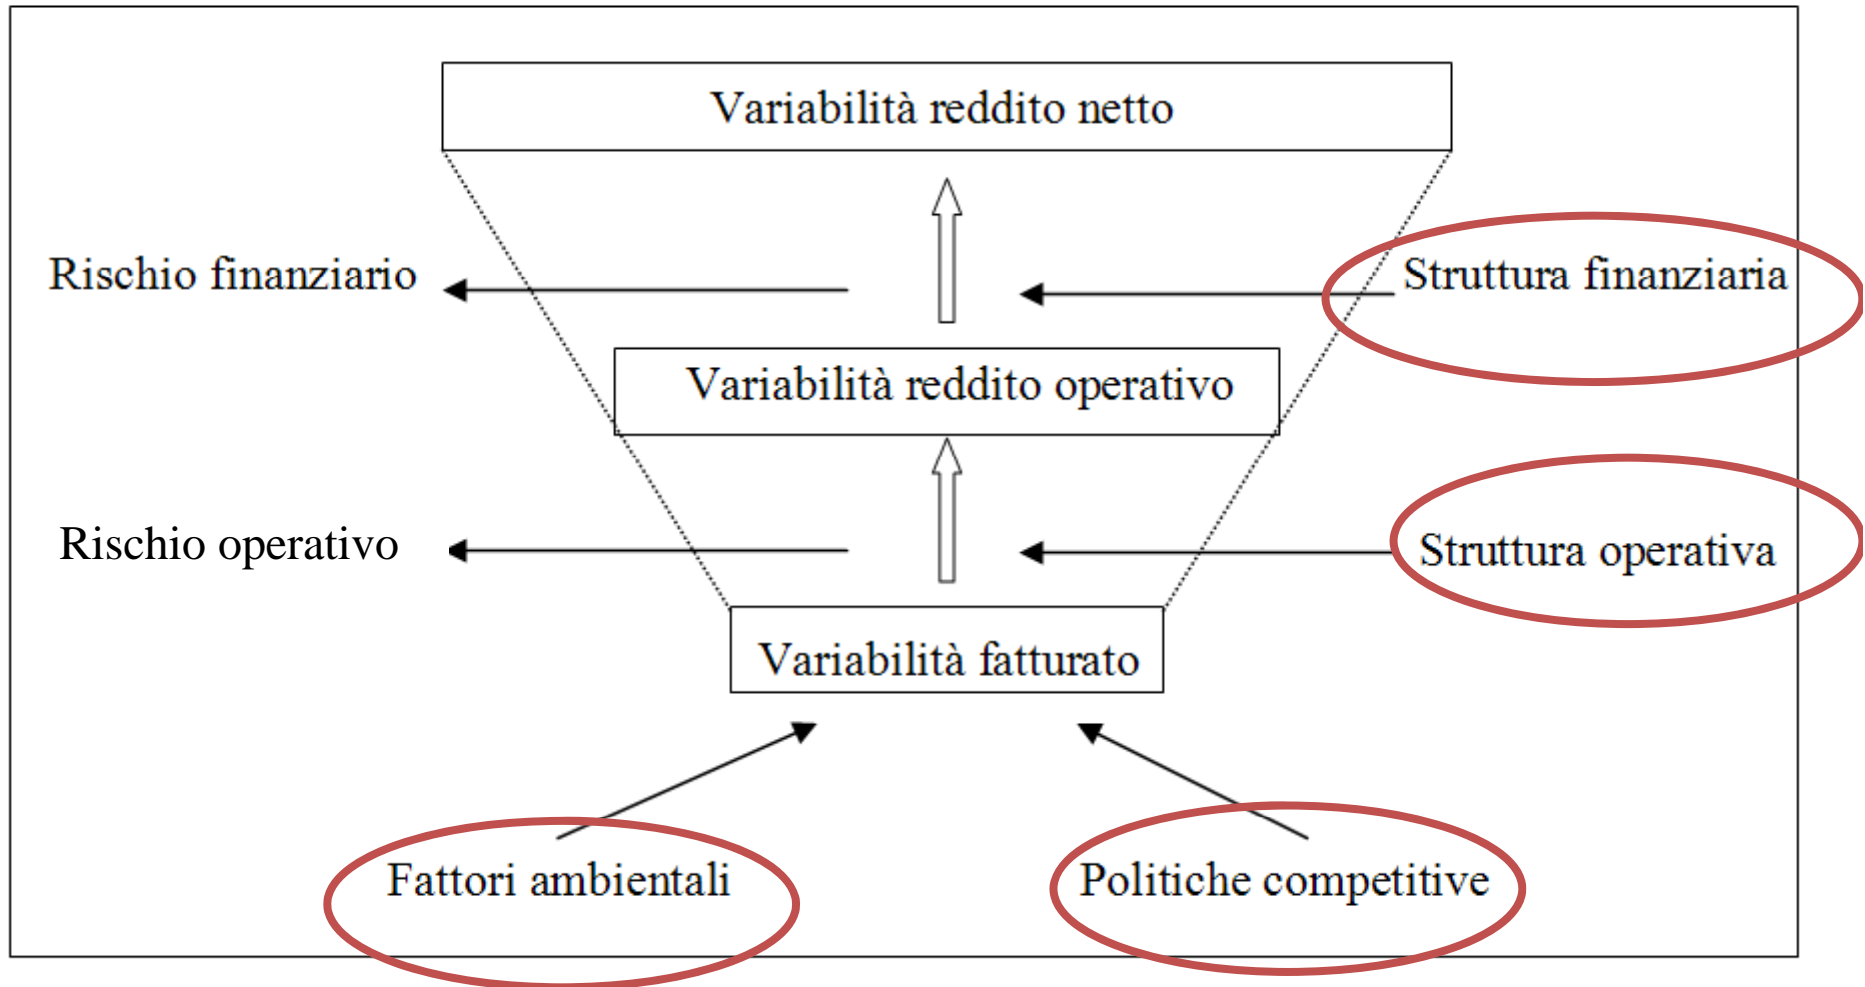 Variabilità reddito netto
Rischio finanziario
Struttura finanziaria
Variabilità reddito operativo
Rischio operativo
Struttura operativa
Variabilità fatturato
Fattori ambientali
Politiche competitive